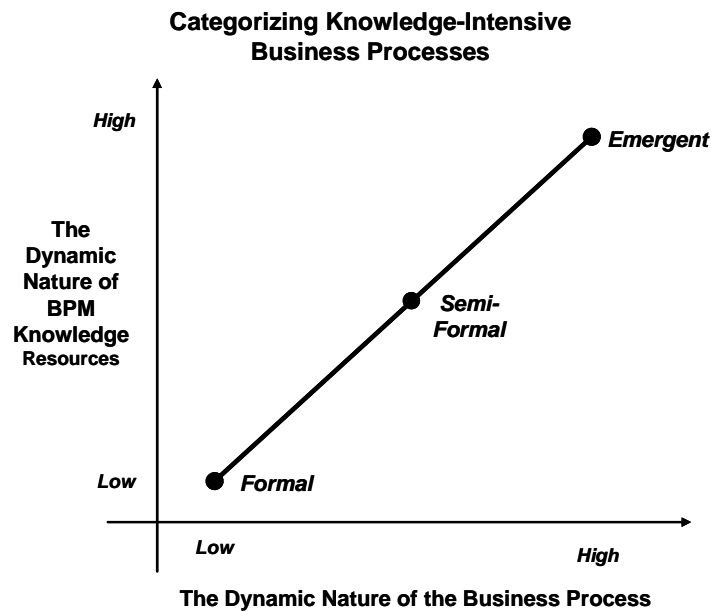 Categorizing Knowledge-Intensive
Business Processes
High
Emergent
The
Dynamic
Nature of
BPM
Knowledge
Resources
Semi-
Formal
Low
Formal
Low
High
The Dynamic Nature of the Business Process